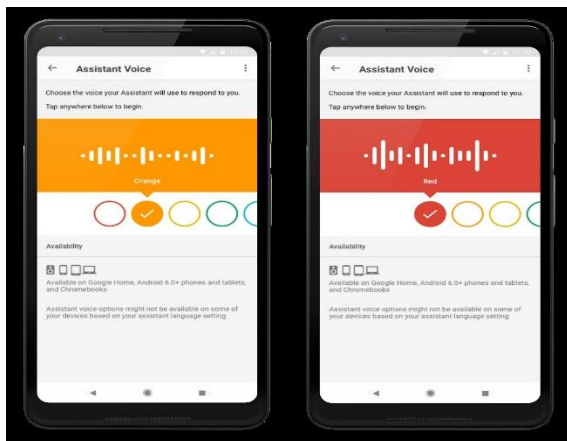 Assistant Voice
Choose the voice your Assistant will use to respond to you.
Tap anywhere below to begin.
Orange
Availability
Available on Google Home, Android 6.0+ phones and tablets,
and Chromebooks
Assistant voice options might not be available on some of
your devices based on your assistant language setting
Assistant Voice
Choose the voice your Assistant will use to respond to you.
Tap anywhere below to begin.
Red
Availability
Available on Google Home, Android 6.0+ phones and tablets,
and Chromebooks
Assistant voice options might not be available on some of
your devices based on your assistant language setting